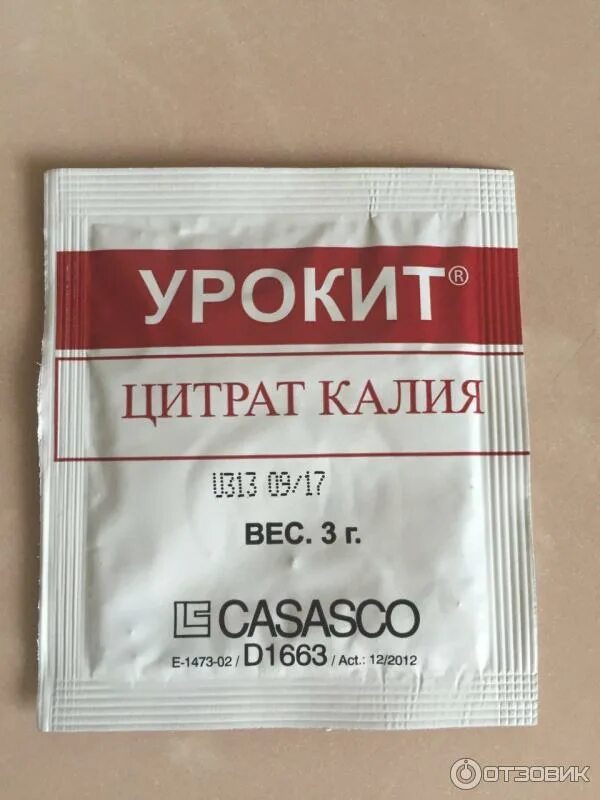 УРОКИТ®
ЦИТРАТ КАЛИЯ
U313 09/17
ВЕС. 3 г.
CASASCO
E-1473-02 / D1663 / Act.: 12/2012
ОТЗОВИК